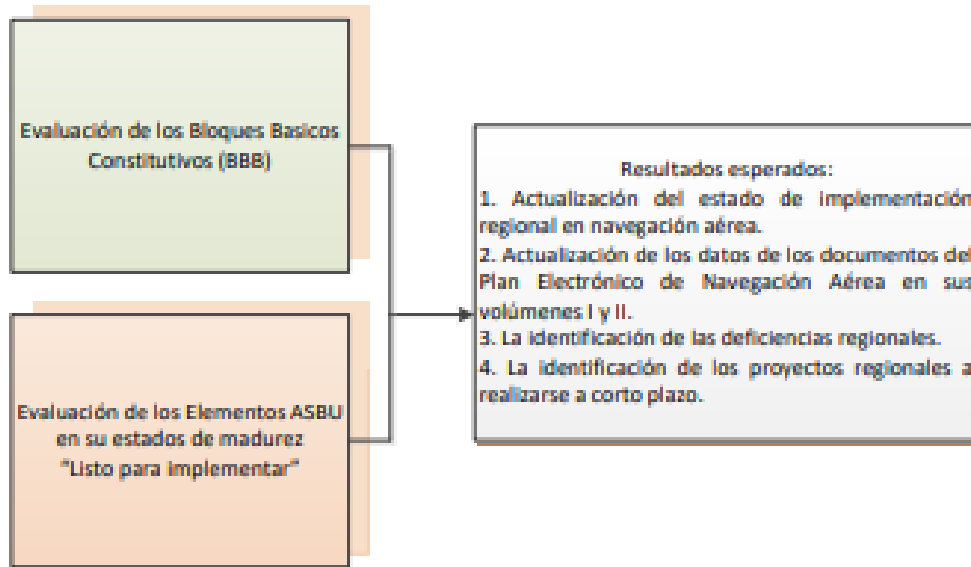 Evaluación de los Bloques Basicos
Constitutivos (BBB)
Evaluación de los Elementos ASBU
en su estados de madurez
"Listo para implementar"
Resultados esperados:
1. Actualización del estado de implementación
regional en navegación aérea.
2. Actualización de los datos de los documentos del
Plan Electrónico de Navegación Aérea en sus
volúmenes I y II.
3. La identificación de las deficiencias regionales.
4. La identificación de los proyectos regionales a
realizarse a corto plazo.